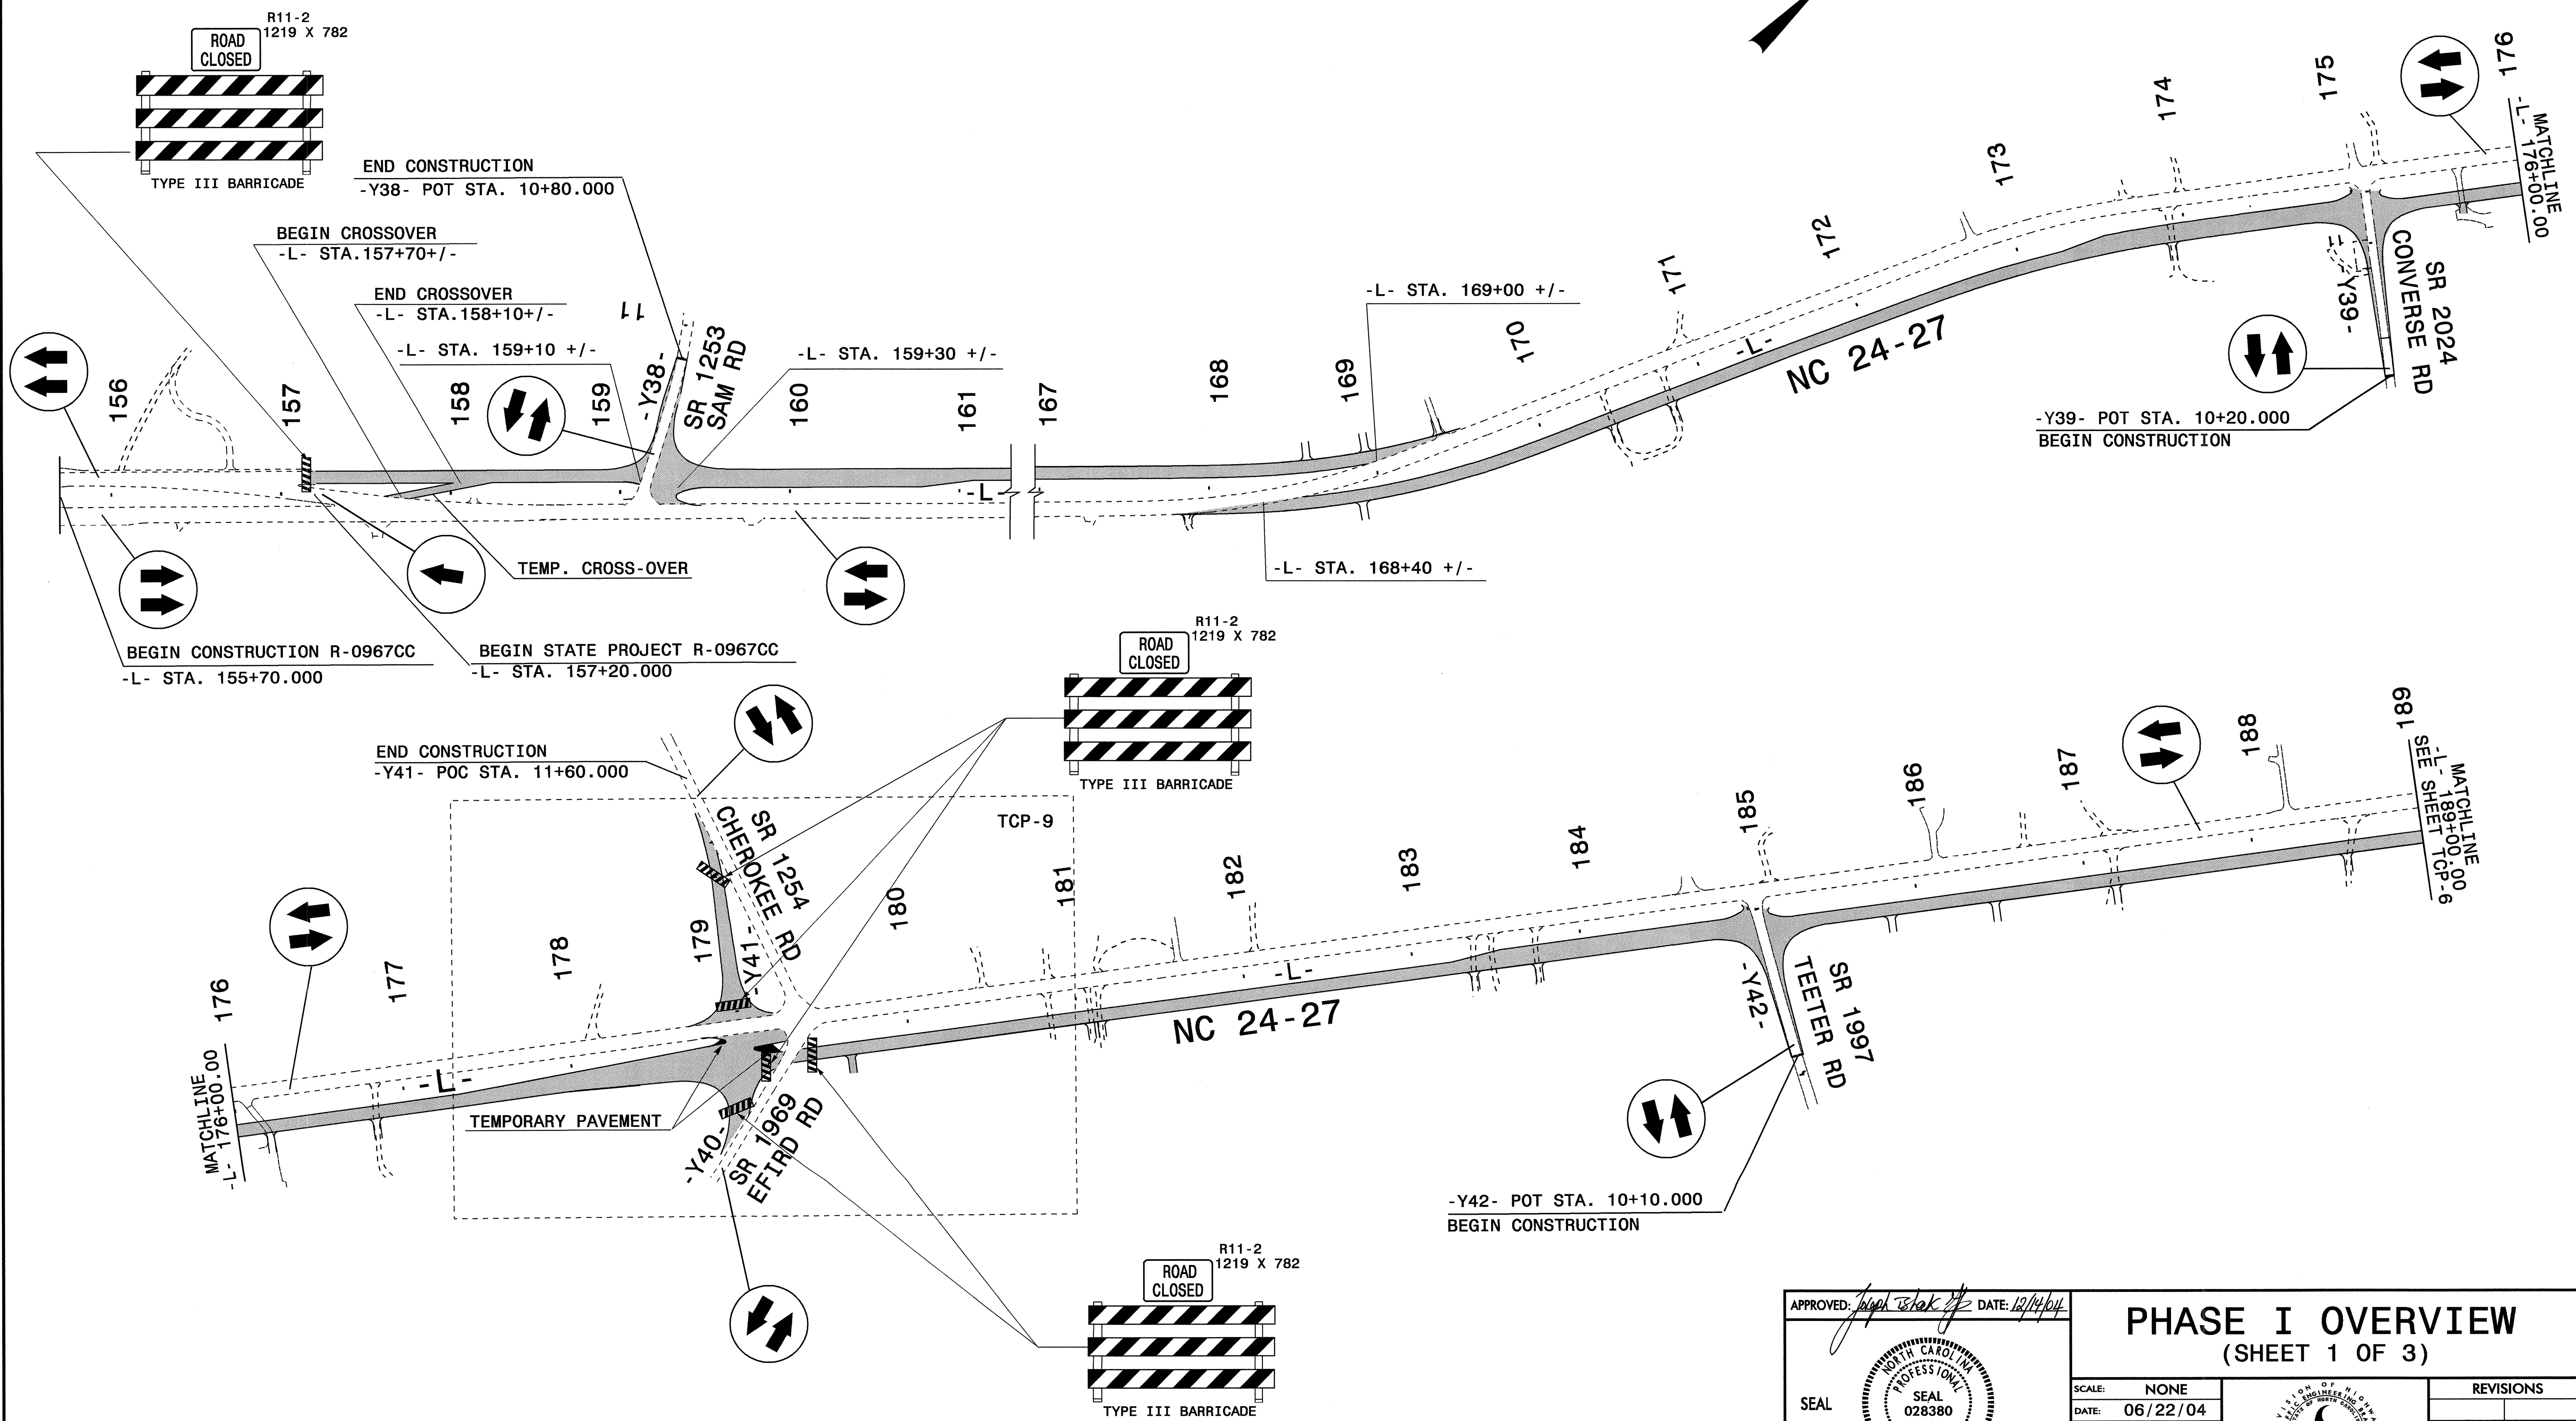 R11-2
1219 X 782
ROAD
CLOSED
TYPE III BARRICADE
END CONSTRUCTION
-Y38- POT STA. 10+80.000
BEGIN CROSSOVER
-L- STA.157+70+/-
END CROSSOVER
-L- STA.158+10+/-
-L- STA. 159+10 +/-
11
-Y38-
SR 1253
SAM RD
-L- STA. 159+30 +/-
156
157
158
159
160
161
167
168
169
170
171
172
173
174
175
176
-L-
-L- STA. 169+00 +/-
-L-
NC 24-27
MATCHLINE
-L- 176+00.00
11
-Y39-
SR 2024
CONVERSE RD
-Y39- POT STA. 10+20.000
BEGIN CONSTRUCTION
TEMP. CROSS-OVER
-L- STA. 168+40 +/-
BEGIN CONSTRUCTION R-0967CC
-L- STA. 155+70.000
BEGIN STATE PROJECT R-0967CC
-L- STA. 157+20.000
R11-2
1219 X 782
ROAD
CLOSED
TYPE III BARRICADE
END CONSTRUCTION
-Y41- POC STA. 11+60.000
TCP-9
SR 1254
CHEROKEE RD
-Y41-
176
177
178
179
180
181
182
183
184
185
186
187
188
189
MATCHLINE
-L- 189+00.00
SEE SHEET TCP-6
MATCHLINE
-L- 176+00.00
-L-
-L-
NC 24-27
TEMPORARY PAVEMENT
-Y40-
SR 1969
EFIRD RD
-Y42-
SR 1997
TEETER RD
-Y42- POT STA. 10+10.000
BEGIN CONSTRUCTION
R11-2
1219 X 782
ROAD
CLOSED
TYPE III BARRICADE
APPROVED: DATE: 12/14/04
PHASE I OVERVIEW
(SHEET 1 OF 3)
SEAL
NORTH CAROLINA
PROFESSIONAL
SEAL
028380
SCALE: NONE
DATE: 06/22/04
REVISIONS